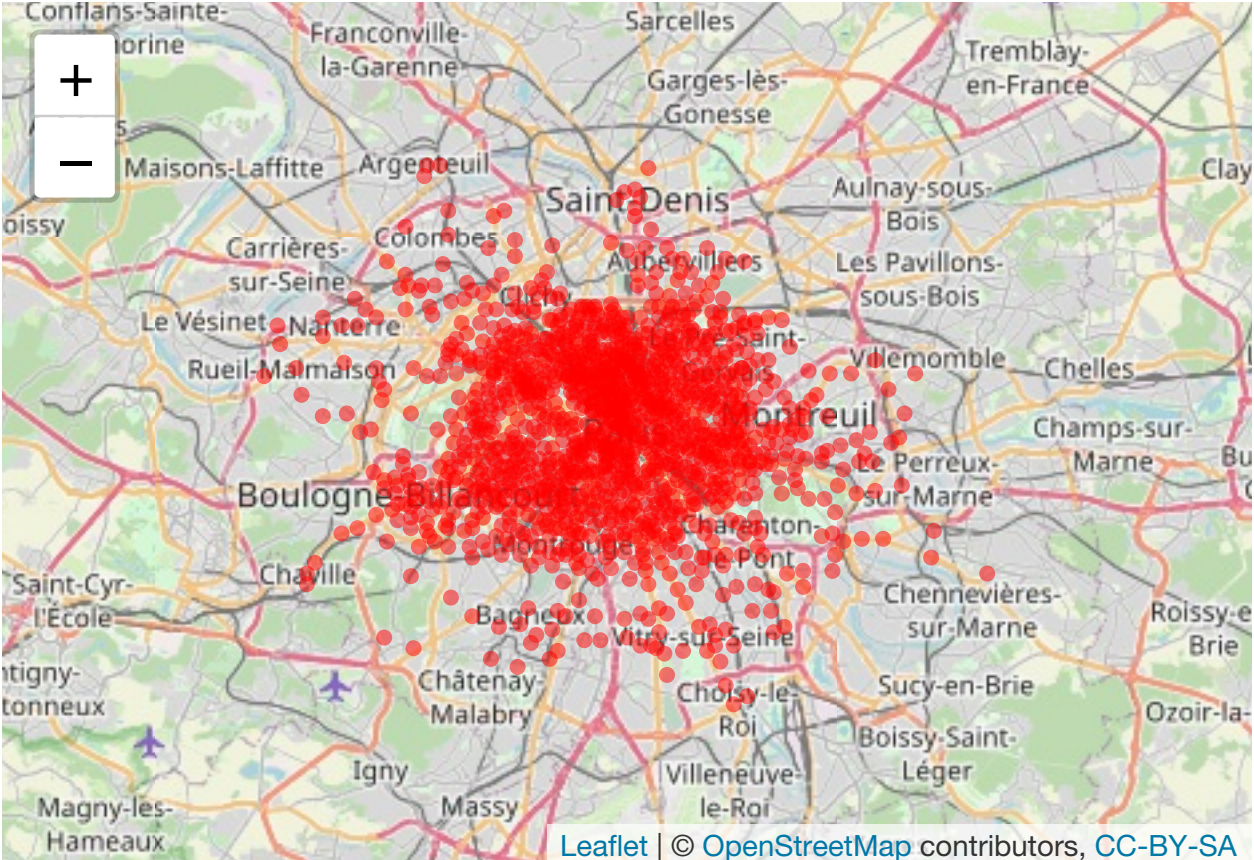 Conflans-Sainte-
Sarcelles
Franconville-
la-Garenne
Tremblay-
en-France
+
Garges-lès-
Gonesse
−
Maisons-Laffitte
Argenteuil
Clay
Saint-Denis
Aulnay-sous-
Bois
oissy
Colombes
Carrières-
sur-Seine
Aubervilliers
Les Pavillons-
sous-Bois
Clichy
Le Vésinet
Nanterre
Rueil-Malmaison
Villemomble
Chelles
Montreuil
Champs-sur-
Marne
Bu
Le Perreux-
sur-Marne
Boulogne-Billancourt
Charenton-
le-Pont
Montrouge
Chaville
Saint-Cyr-
l'École
Chennevières-
sur-Marne
Roissy-e
Brie
Bagneux
Vitry-sur-Seine
ntigny-
tonneux
Châtenay-
Malabry
Choisy-le-
Roi
Sucy-en-Brie
Ozoir-la-
Boissy-Saint-
Léger
Igny
Villeneuve-
le-Roi
Massy
Magny-les-
Hameaux
Leaflet | © OpenStreetMap contributors, CC-BY-SA